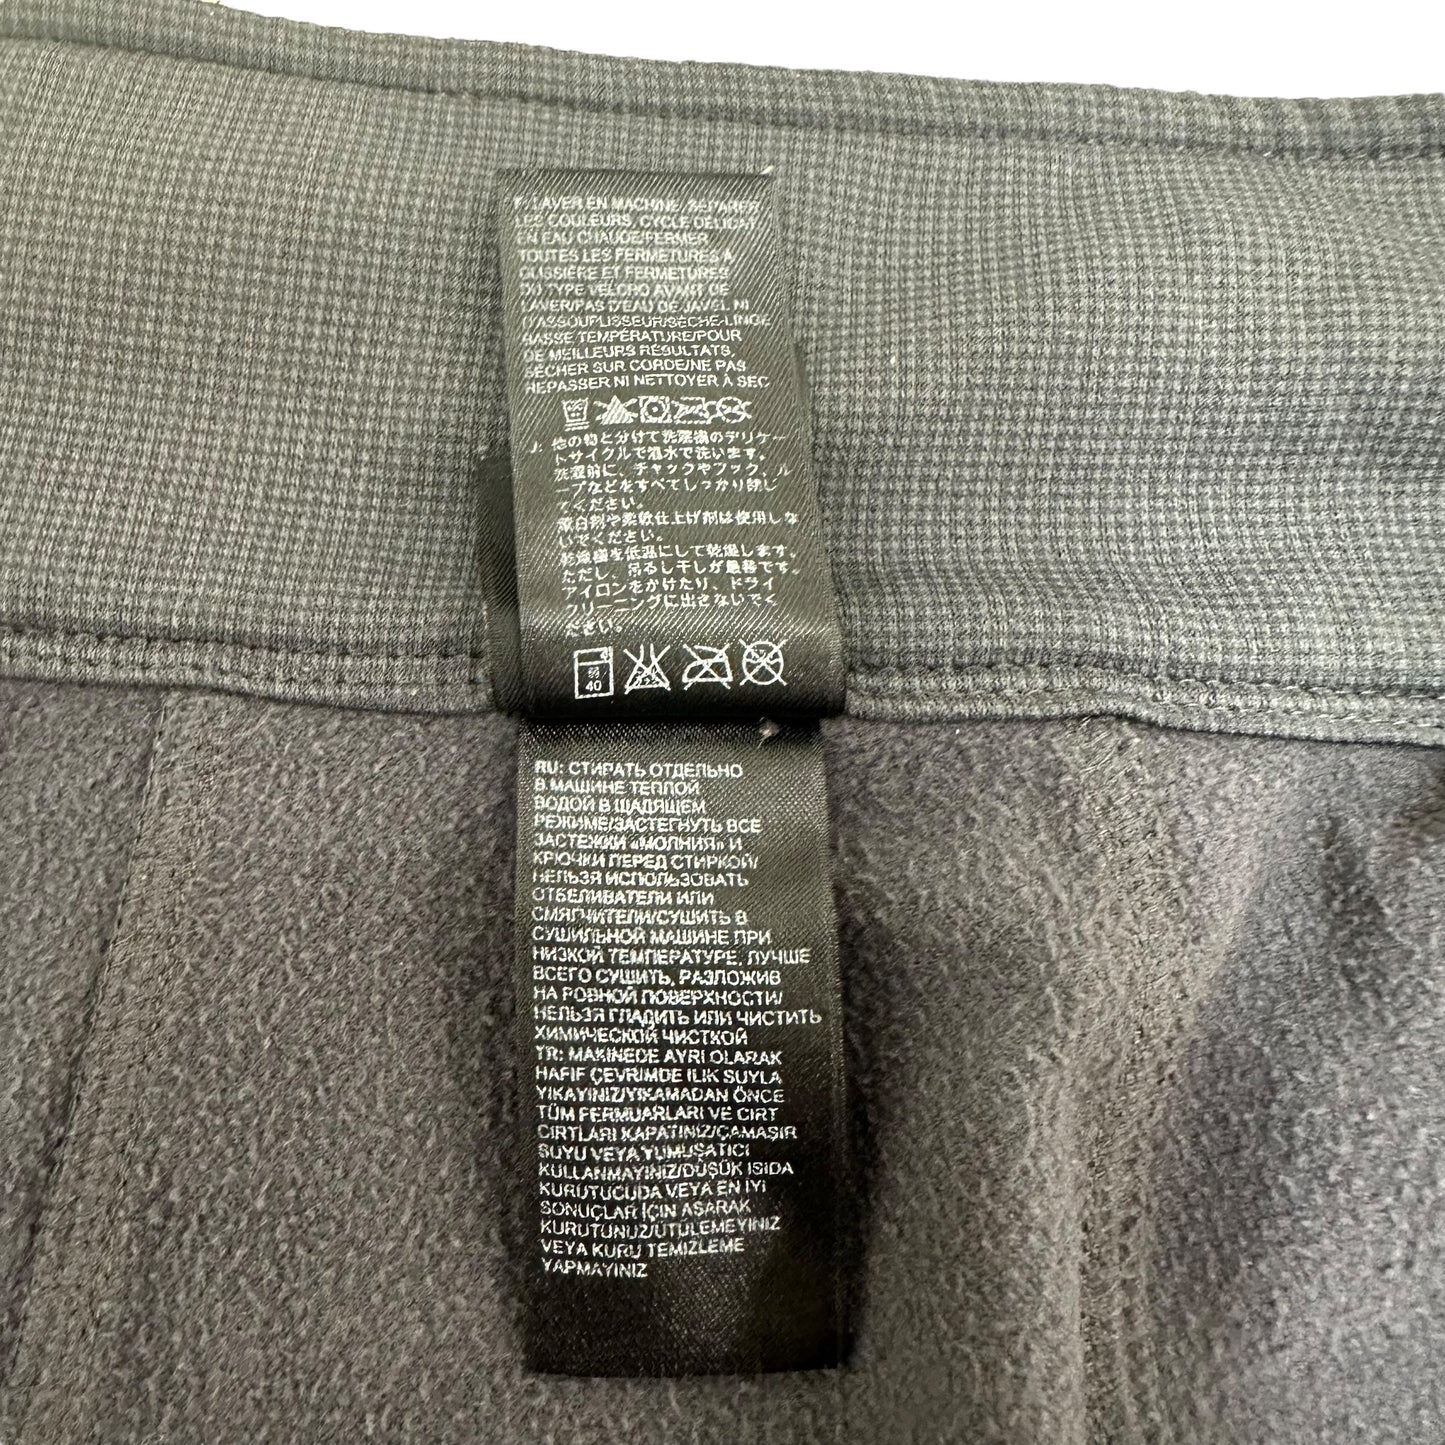 F: LAVER EN MACHINE/SÉPARER
LES COULEURS, CYCLE DÉLICAT
EN EAU CHAUDE/FERMER
TOUTES LES FERMETURES À
GLISSIÈRE ET FERMETURES
DU TYPE VELCRO AVANT DE
LAVER/PAS D'EAU DE JAVEL NI
D'ASSOUPLISSEUR/SÈCHE-LINGE
BASSE TEMPÉRATURE/POUR
DE MEILLEURS RÉSULTATS,
SÉCHER SUR CORDE/NE PAS
REPASSER NI NETTOYER À SEC
J: 他の物と分けて洗濯機のデリケー
トサイクルで温水で洗います。
洗濯前に、チャックやフック、ル
ープなどをすべてしっかり閉じ
てください。
漂白剤や柔軟仕上げ剤は使用しな
いでください。
乾燥機を低温にして乾燥します。
ただし、吊るし干しが最善です。
アイロンをかけたり、ドライ
クリーニングに出さないでく
ださい。
弱
40
RU: СТИРАТЬ ОТДЕЛЬНО
В МАШИНЕ ТЕПЛОЙ
ВОДОЙ В ЩАДЯЩЕМ
РЕЖИМЕ/ЗАСТЕГНУТЬ ВСЕ
ЗАСТЕЖКИ «МОЛНИЯ» И
КРЮЧКИ ПЕРЕД СТИРКОЙ/
НЕЛЬЗЯ ИСПОЛЬЗОВАТЬ
ОТБЕЛИВАТЕЛИ ИЛИ
СМЯГЧИТЕЛИ/СУШИТЬ В
СУШИЛЬНОЙ МАШИНЕ ПРИ
НИЗКОЙ ТЕМПЕРАТУРЕ, ЛУЧШЕ
ВСЕГО СУШИТЬ, РАЗЛОЖИВ
НА РОВНОЙ ПОВЕРХНОСТИ/
НЕЛЬЗЯ ГЛАДИТЬ ИЛИ ЧИСТИТЬ
ХИМИЧЕСКОЙ ЧИСТКОЙ
TR: MAKİNEDE AYRI OLARAK
HAFIF ÇEVRIMDE ILIK SUYLA
YIKAYINIZ/YIKAMADAN ÖNCE
TÜM FERMUARLARI VE CIRT
CIRTLARI KAPATINIZ/ÇAMAŞIR
SUYU VEYA YUMUŞATICI
KULLANMAYINIZ/DÜŞÜK ISIDA
KURUTUCUDA VEYA EN İYİ
SONUÇLAR İÇİN ASARAK
KURUTUNUZ/ÜTÜLEMEYİNİZ
VEYA KURU TEMİZLEME
YAPMAYINIZ